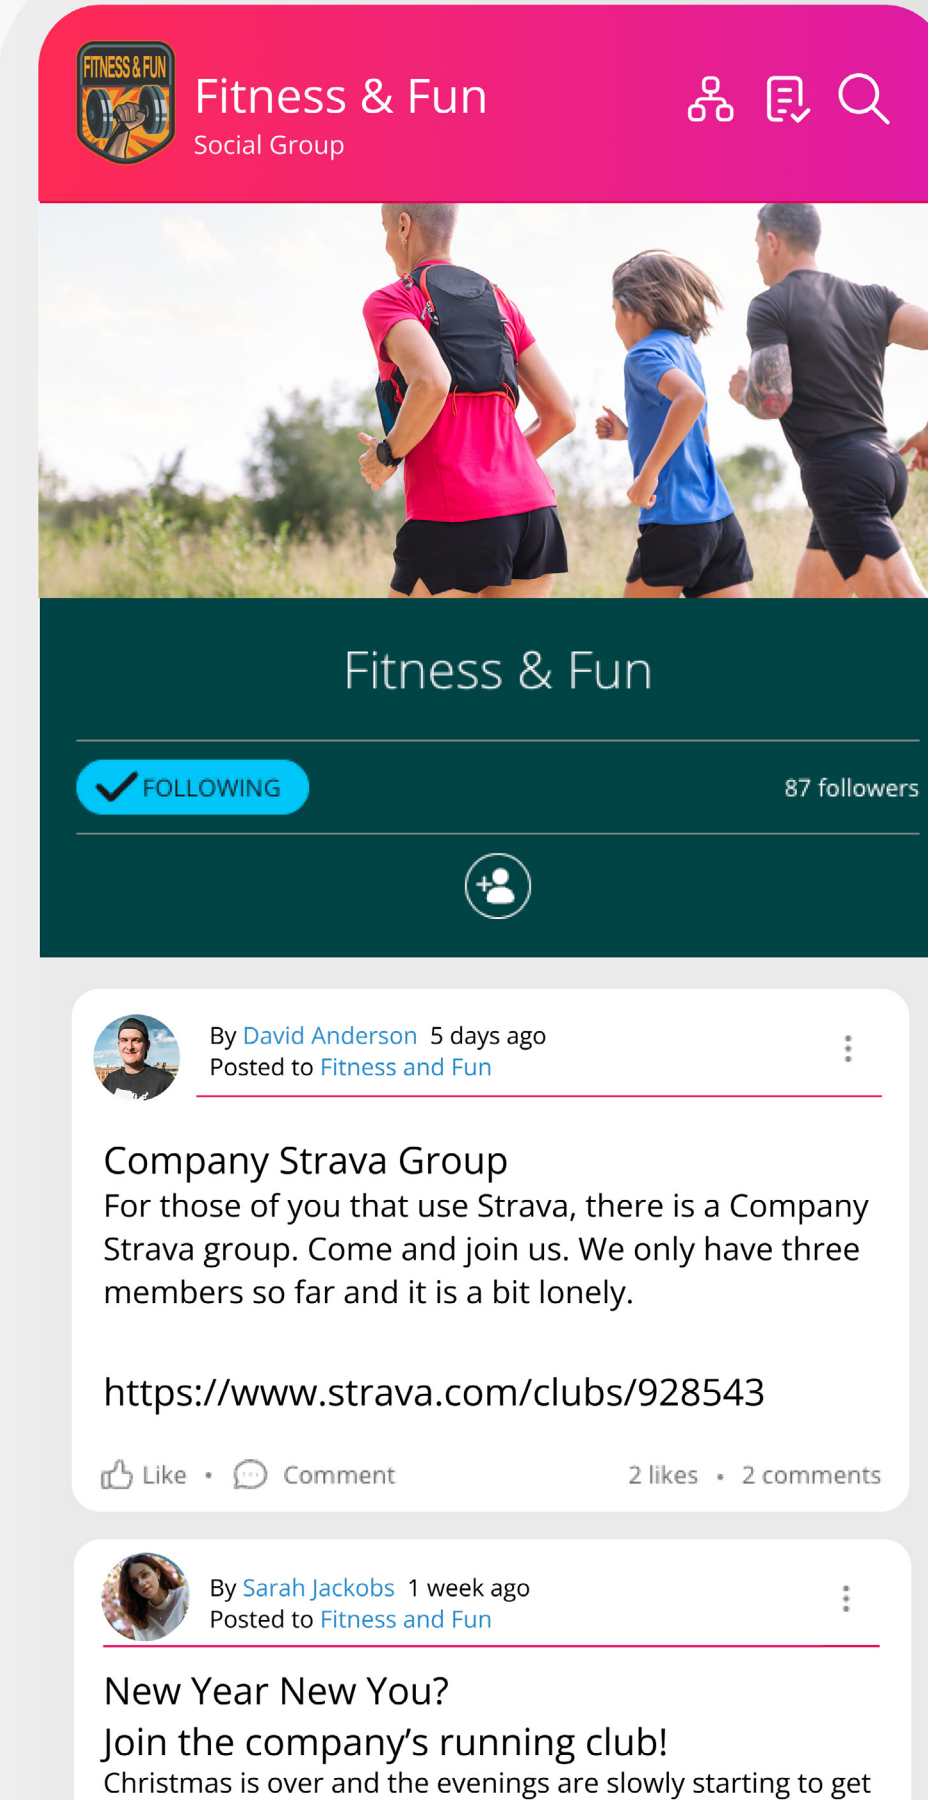 FITNESS & FUN
Fitness & Fun
Social Group
Fitness & Fun
FOLLOWING
87 followers
By David Anderson 5 days ago
Posted to Fitness and Fun
Company Strava Group
For those of you that use Strava, there is a Company
Strava group. Come and join us. We only have three
members so far and it is a bit lonely.
https://www.strava.com/clubs/928543
Like • Comment 2 likes • 2 comments
By Sarah Jackobs 1 week ago
Posted to Fitness and Fun
New Year New You?
Join the company’s running club!
Christmas is over and the evenings are slowly starting to get